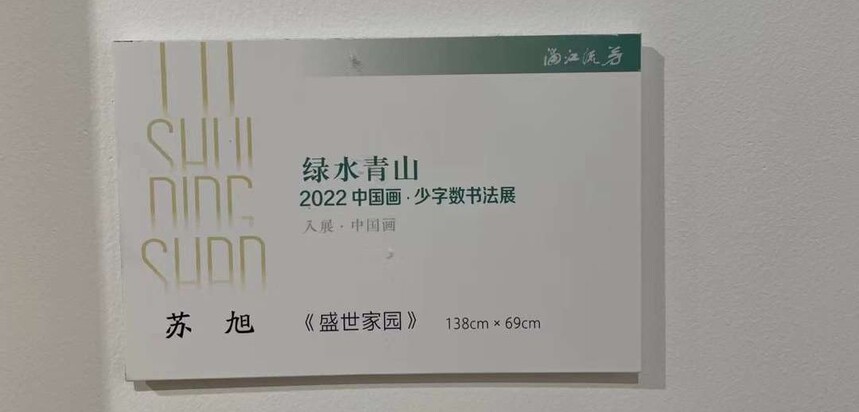 满江流芳
LU
SHUI
QING
SHAN
绿水青山
2022 中国画·少字数书法展
入展·中国画
苏 旭 《盛世家园》 138cm × 69cm